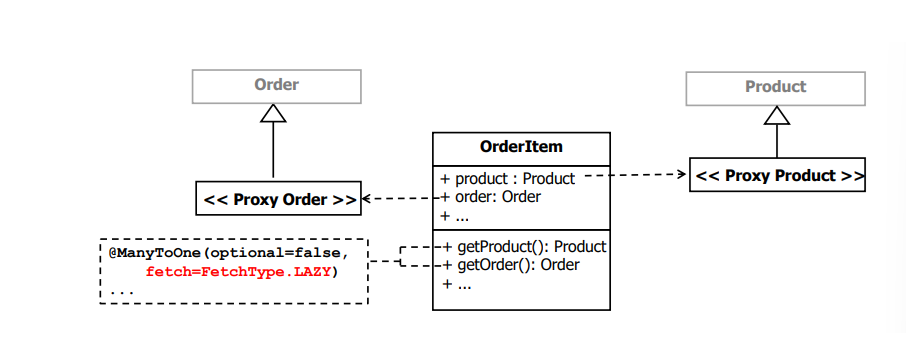 Order
Product
OrderItem
+ product : Product
<< Proxy Product >>
<< Proxy Order >>
+ order: Order
+ ...
@ManyToOne(optional=false,
fetch=FetchType.LAZY)
...
+ getProduct(): Product
+ getOrder(): Order
+ ...